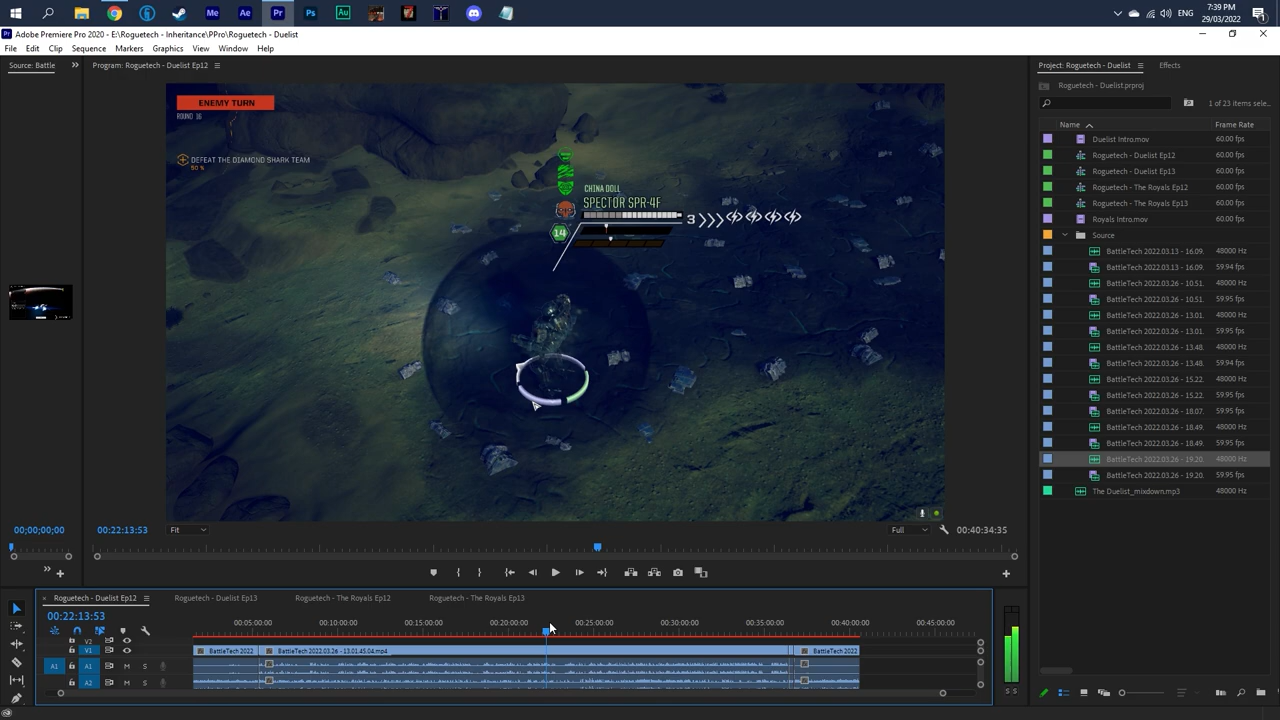 7:39 PM
ENG
29/03/2022
Adobe Premiere Pro 2020 - E:\Roguetech - Inheritance\PPro\Roguetech - Duelist
File Edit Clip Sequence Markers Graphics View Window Help
Source: Battle
Program: Roguetech - Duelist Ep12
Project: Roguetech - Duelist
Effects
Roguetech - Duelist.prproj
1 of 23 items sele...
Name Frame Rate
Duelist Intro.mov 60.00 fps
Roguetech - Duelist Ep12 60.00 fps
Roguetech - Duelist Ep13 60.00 fps
Roguetech - The Royals Ep12 60.00 fps
Roguetech - The Royals Ep13 60.00 fps
Royals Intro.mov 60.00 fps
Source
BattleTech 2022.03.13 - 16.09. 48000 Hz
BattleTech 2022.03.13 - 16.09. 59.94 fps
BattleTech 2022.03.26 - 10.51. 48000 Hz
BattleTech 2022.03.26 - 10.51. 59.95 fps
BattleTech 2022.03.26 - 13.01. 48000 Hz
BattleTech 2022.03.26 - 13.01. 59.95 fps
BattleTech 2022.03.26 - 13.48. 48000 Hz
BattleTech 2022.03.26 - 13.48. 59.94 fps
BattleTech 2022.03.26 - 15.22. 48000 Hz
BattleTech 2022.03.26 - 15.22. 59.95 fps
BattleTech 2022.03.26 - 18.07. 59.95 fps
BattleTech 2022.03.26 - 18.49. 48000 Hz
BattleTech 2022.03.26 - 18.49. 59.95 fps
BattleTech 2022.03.26 - 19.20. 48000 Hz
BattleTech 2022.03.26 - 19.20. 59.95 fps
The Duelist_mixdown.mp3 48000 Hz
ENEMY TURN
ROUND 16
DEFEAT THE DIAMOND SHARK TEAM
50 %
CHINA DOLL
SPECTOR SPR-4F
3
14
00;00;00;00
00:22:13:53
Fit
Full
00:40:34:35
Roguetech - Duelist Ep12
Roguetech - Duelist Ep13
Roguetech - The Royals Ep12
Roguetech - The Royals Ep13
00:22:13:53
00:05:00:00 00:10:00:00 00:15:00:00 00:20:00:00 00:25:00:00 00:30:00:00 00:35:00:00 00:40:00:00 00:45:00:00
V2
V1
BattleTech 2022
BattleTech 2022.03.26 - 13.01.45.04.mp4
BattleTech 2022
A1 A1 M S
A2 M S
S S